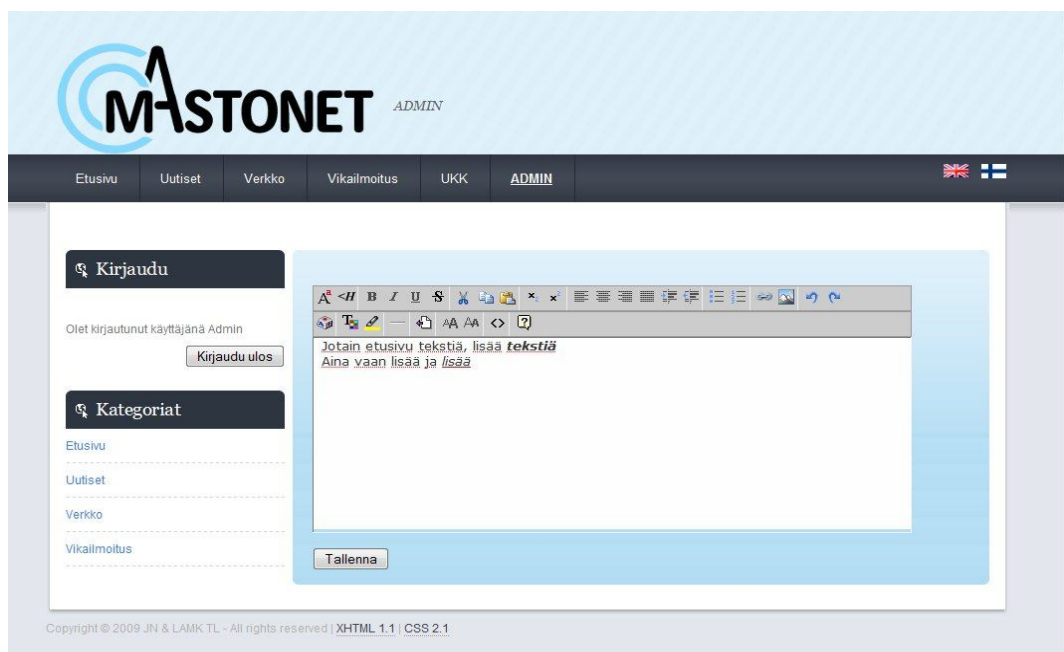 MASTONET ADMIN
Etusivu Uutiset Verkko Vikailmoitus UKK ADMIN
Kirjaudu
Olet kirjautunut käyttäjänä Admin
Kirjaudu ulos
Kategoriat
Etusivu
Uutiset
Verkko
Vikailmoitus
Jotain etusivu tekstiä, lisää tekstiä
Aina vaan lisää ja lisää
Tallenna
Copyright © 2009 JN & LAMK TL - All rights reserved | XHTML 1.1 | CSS 2.1